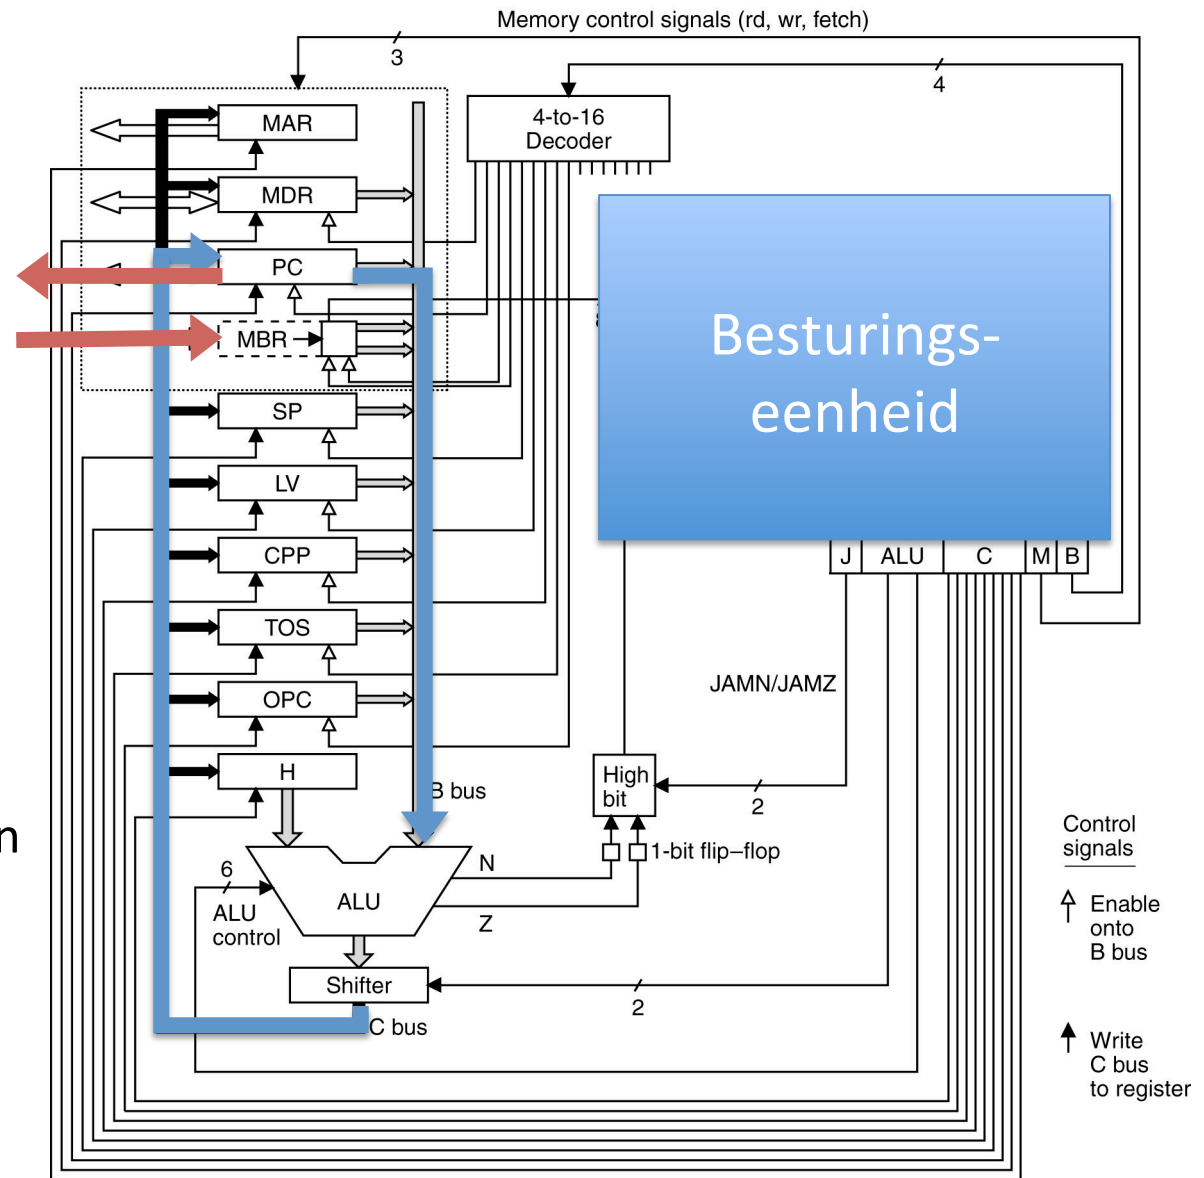 Memory control signals (rd, wr, fetch)
3
4
MAR
4-to-16
Decoder
MDR
PC
MBR
Besturings-
eenheid
SP
LV
CPP
J ALU C M B
TOS
JAMN/JAMZ
OPC
H
High
bit
2
B bus
n
Control
signals
1-bit flip–flop
N
6
ALU
ALU
control
Z
Enable
onto
B bus
Shifter
2
C bus
Write
C bus
to register